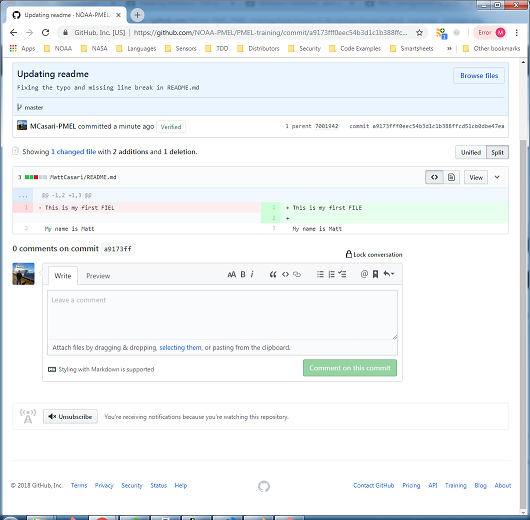 Updating readme · NOAA-PMEL
GitHub, Inc. [US] | https://github.com/NOAA-PMEL/PMEL-training/commit/a9173fff0eec54b3d1c1b388ffc...
Error M
Apps NOAA NASA Languages Sensors TDD Distributors Security Code Examples Smartsheets » Other bookmarks
Updating readme
Browse files
Fixing the typo and missing line break in README.md
master
MCasari-PMEL committed a minute ago Verified
1 parent 7001942 commit a9173fff0eec54b3d1c1b388ffcd51cb0dbe47ea
Showing 1 changed file with 2 additions and 1 deletion.
Unified Split
3 MattCasari/README.md
View
... @@ -1,2 +1,3 @@
1 - This is my first FIEL 1 + This is my first FILE
2 +
2 My name is Matt 3 My name is Matt
0 comments on commit a9173ff
Lock conversation
Write Preview
AA B i “ <> @
Leave a comment
Attach files by dragging & dropping, selecting them, or pasting from the clipboard.
Styling with Markdown is supported
Comment on this commit
Unsubscribe You're receiving notifications because you're watching this repository.
© 2018 GitHub, Inc. Terms Privacy Security Status Help
Contact GitHub Pricing API Training Blog About